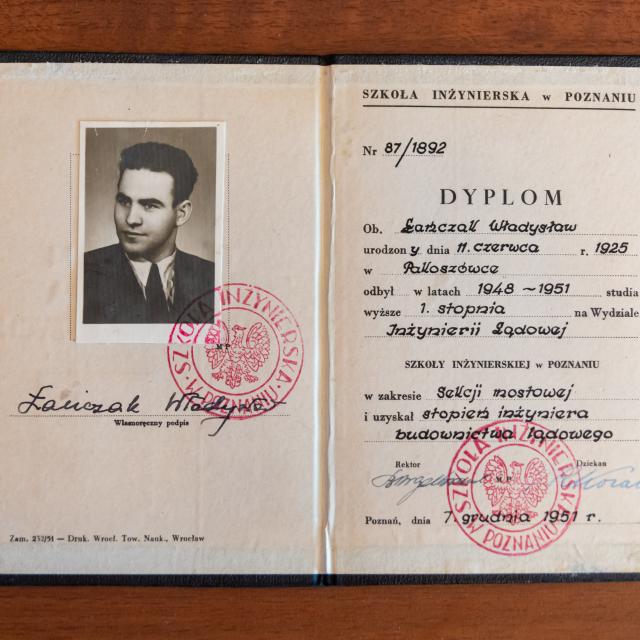 SZKOŁA INŻYNIERSKA
W POZNANIU
M P
Łańczak Władysław
Własnoręczny podpis
Zam. 232/51 — Druk. Wrocł. Tow. Nauk., Wrocław
SZKOŁA INŻYNIERSKA w POZNANIU
Nr 87/1892
DYPLOM
Ob. Łańczak Władysław
urodzony dnia 11. czerwca r. 1925
w Pakoszówce
odbył w latach 1948 ~ 1951 studia
wyższe 1. stopnia na Wydziale
Inżynierii Lądowej
SZKOŁY INŻYNIERSKIEJ w POZNANIU
w zakresie Sekcji mostowej
i uzyskał stopień inżyniera
budownictwa lądowego
Rektor Dziekan
SZKOŁA INŻYNIERSKA
W POZNANIU
M P
Poznań, dnia 7. grudnia 1951 r.